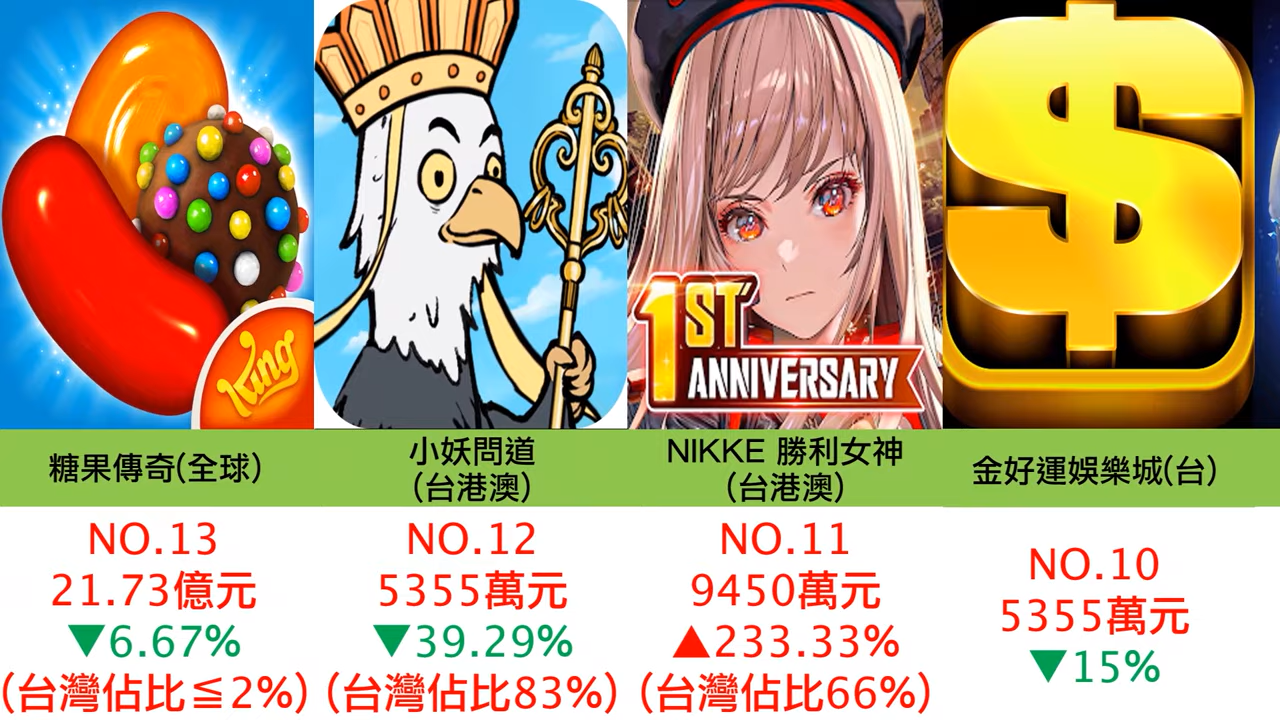 King
1ST
ANNIVERSARY
$
糖果傳奇(全球)
小妖問道
(台港澳)
NIKKE 勝利女神
(台港澳)
金好運娛樂城(台)
NO.13
21.73億元
▼6.67%
(台灣佔比≦2%)
NO.12
5355萬元
▼39.29%
(台灣佔比83%)
NO.11
9450萬元
▲233.33%
(台灣佔比66%)
NO.10
5355萬元
▼15%